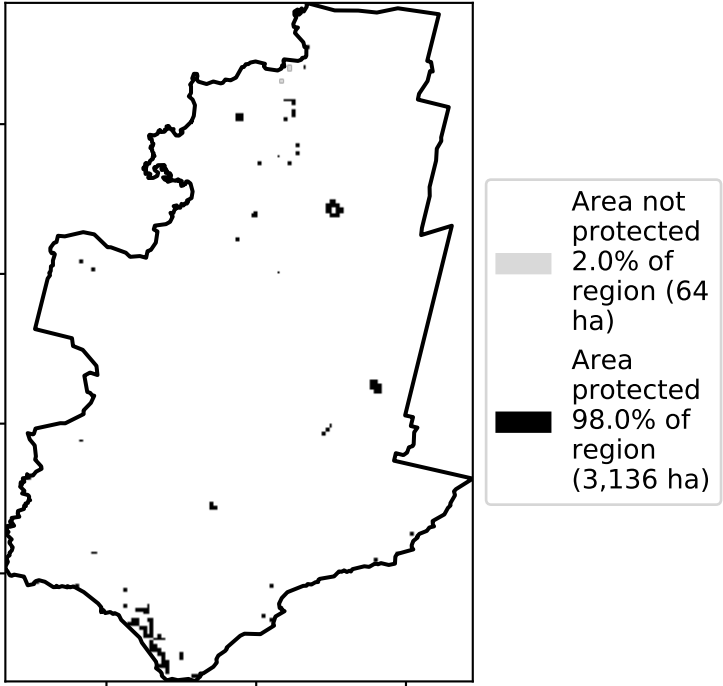 Area not
protected
2.0% of
region (64
ha)
Area
protected
98.0% of
region
(3,136 ha)